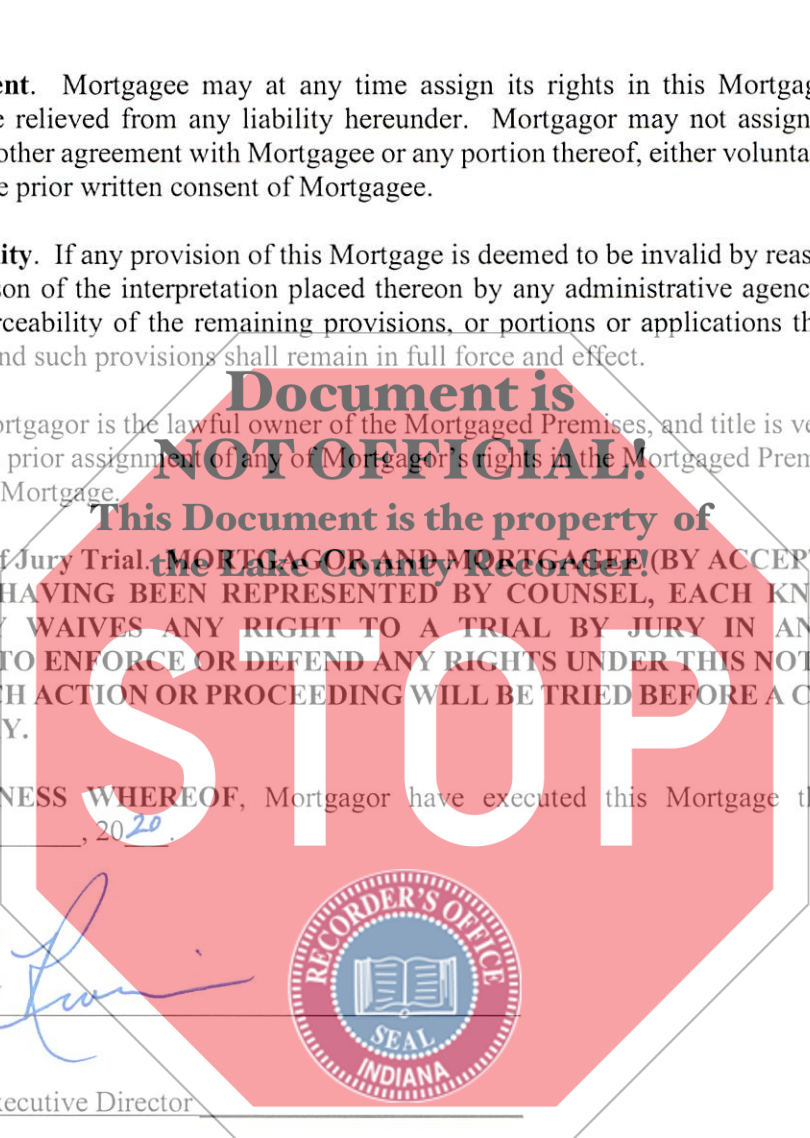 ent. Mortgagee may at any time assign its rights in this Mortgag
e relieved from any liability hereunder. Mortgagor may not assign
other agreement with Mortgagee or any portion thereof, either volunta
e prior written consent of Mortgagee.
ity. If any provision of this Mortgage is deemed to be invalid by reas
son of the interpretation placed thereon by any administrative agenc
rceability of the remaining provisions, or portions or applications th
nd such provisions shall remain in full force and effect.
Document is
ortgagor is the lawful owner of the Mortgaged Premises, and title is ve
NOT OFFICIAL!
prior assignment of any of Mortgagor's rights in the Mortgaged Prem
Mortgage.
This Document is the property of
the Lake County Recorder!
f Jury Trial. MORTGAGOR AND MORTGAGEE (BY ACCEP
HAVING BEEN REPRESENTED BY COUNSEL, EACH KN
Y WAIVES ANY RIGHT TO A TRIAL BY JURY IN AN
TO ENFORCE OR DEFEND ANY RIGHTS UNDER THIS NOT
CH ACTION OR PROCEEDING WILL BE TRIED BEFORE A C
Y.
STOP
NESS WHEREOF, Mortgagor have executed this Mortgage th
, 2020.
RECORDER'S OFFICE
SEAL
INDIANA
xecutive Director